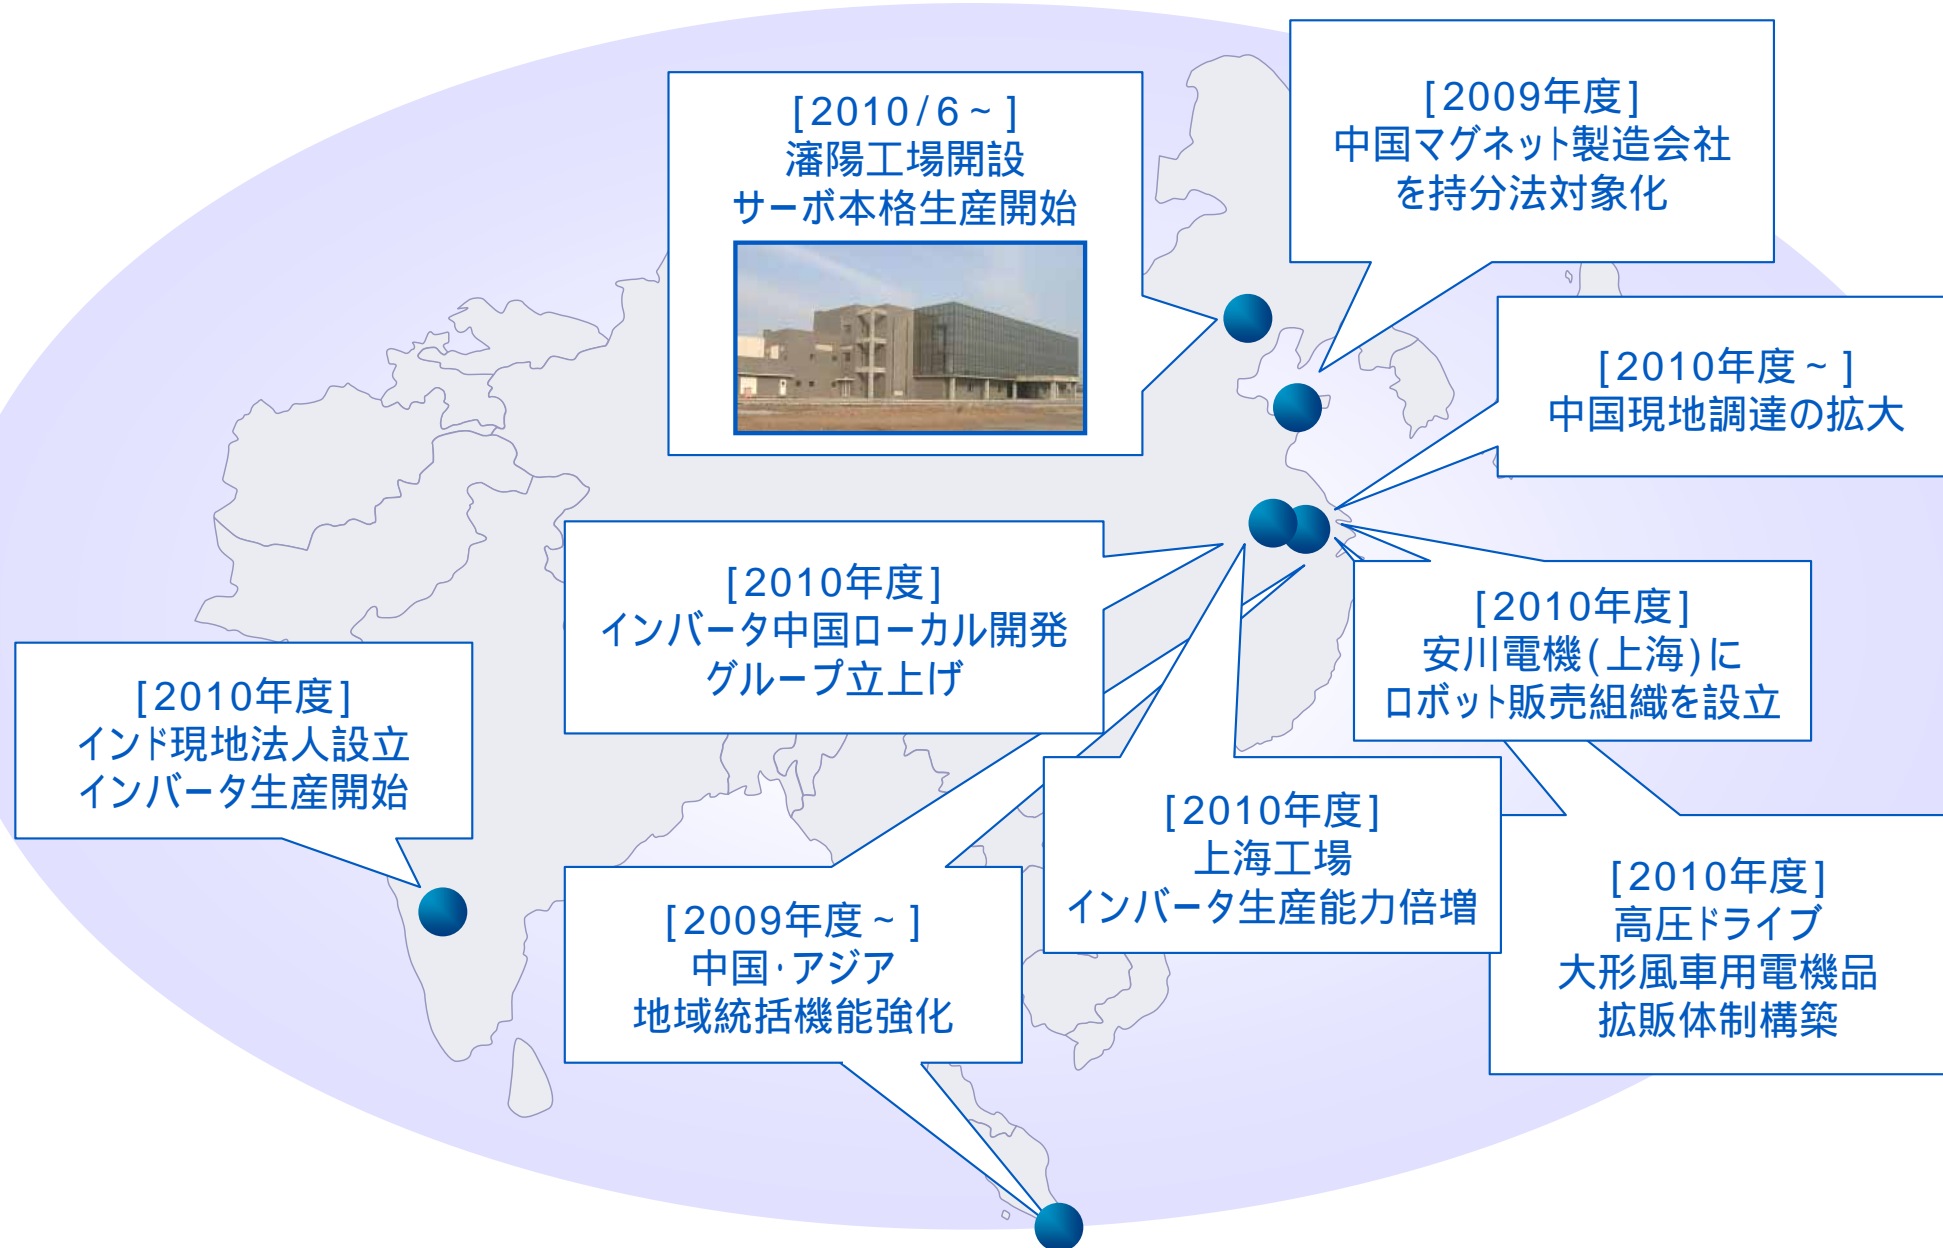 [2010/6~]
瀋陽工場開設
サーボ本格生産開始
[2009年度]
中国マグネット製造会社
を持分法対象化
[2010年度~]
中国現地調達の拡大
[2010年度]
インバータ中国ローカル開発
グループ立上げ
[2010年度]
安川電機(上海)に
ロボット販売組織を設立
[2010年度]
インド現地法人設立
インバータ生産開始
[2010年度]
上海工場
インバータ生産能力倍増
[2009年度~]
中国・アジア
地域統括機能強化
[2010年度]
高圧ドライブ
大形風車用電機品
拡販体制構築